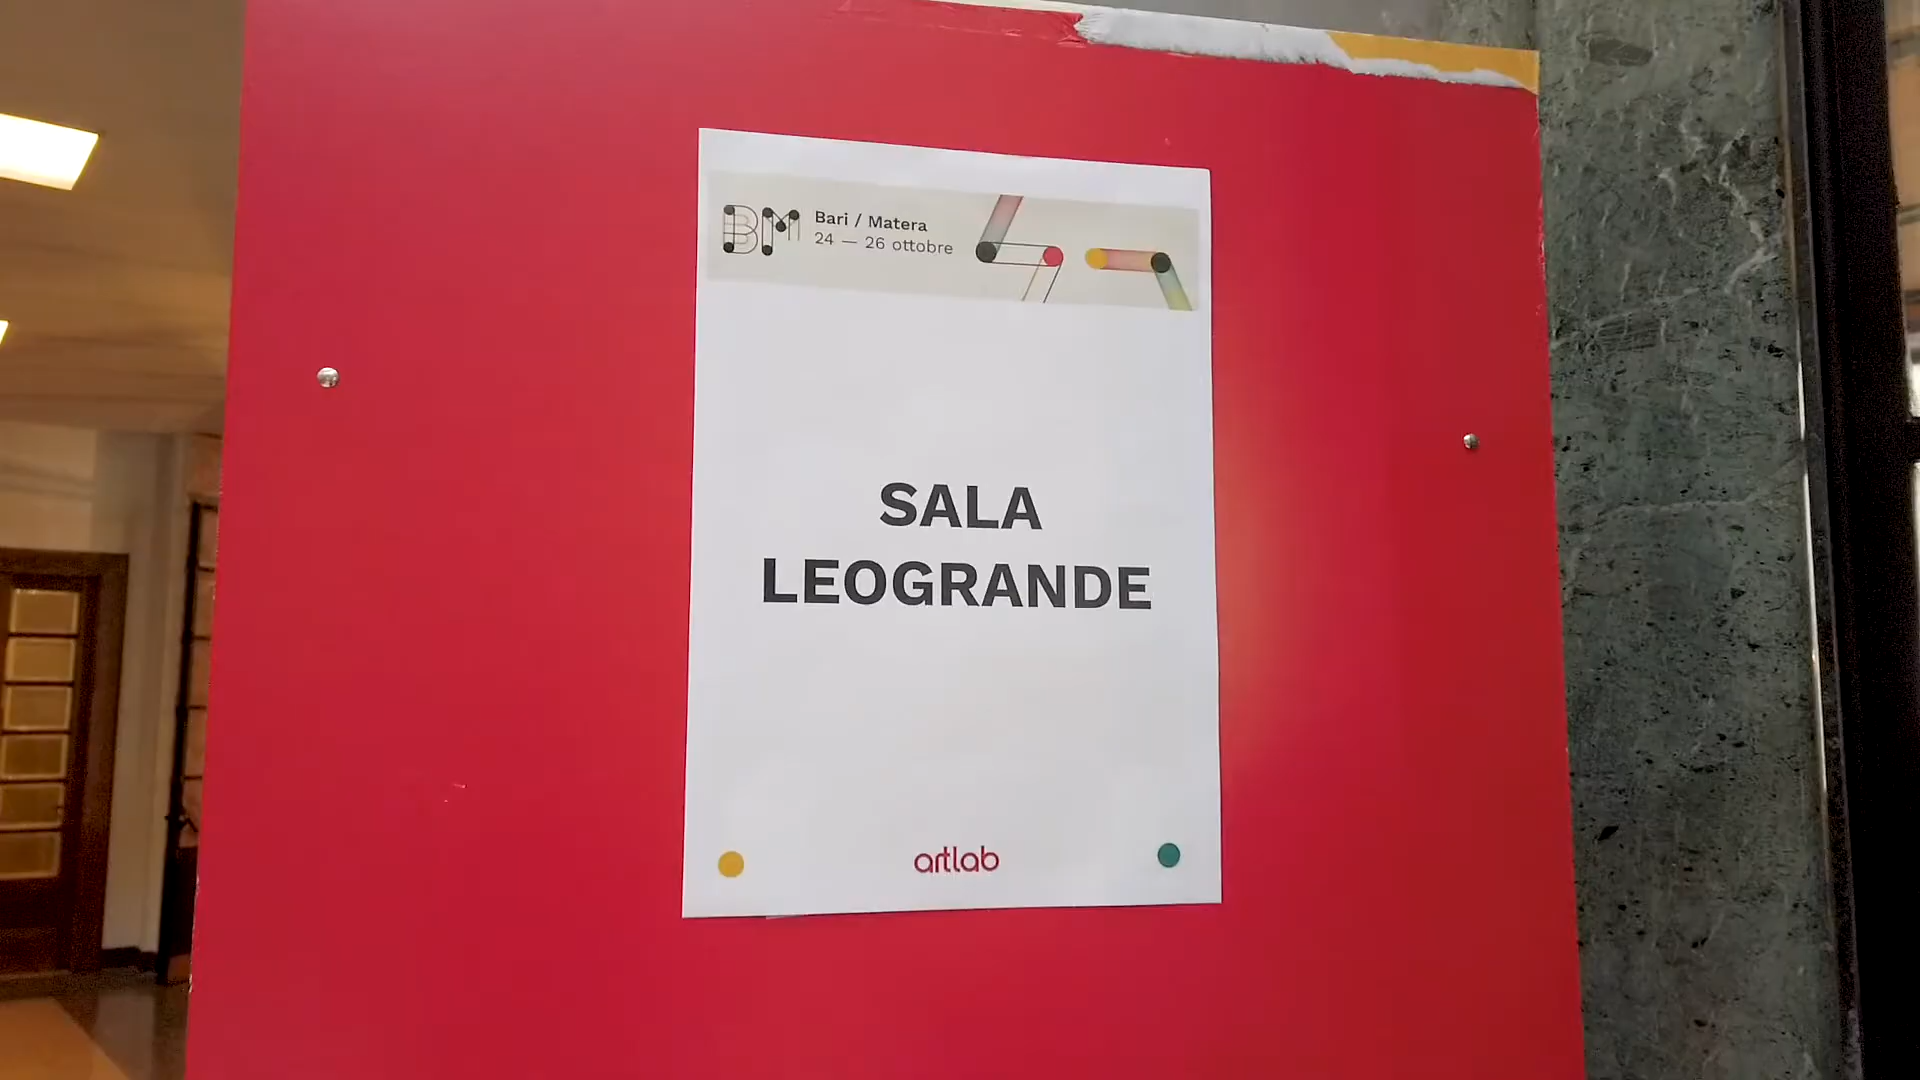 BM
Bari / Matera
24 — 26 ottobre
SALA
LEOGRANDE
artlab